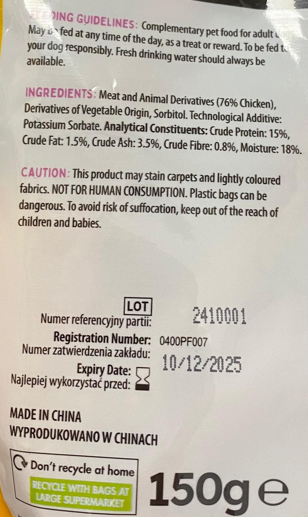 FEEDING GUIDELINES: Complementary pet food for adult
May be fed at any time of the day, as a treat or reward. To be fed
your dog responsibly. Fresh drinking water should always be
available.
INGREDIENTS: Meat and Animal Derivatives (76% Chicken),
Derivatives of Vegetable Origin, Sorbitol. Technological Additive:
Potassium Sorbate. Analytical Constituents: Crude Protein: 15%,
Crude Fat: 1.5%, Crude Ash: 3.5%, Crude Fibre: 0.8%, Moisture: 18%.
CAUTION: This product may stain carpets and lightly coloured
fabrics. NOT FOR HUMAN CONSUMPTION. Plastic bags can be
dangerous. To avoid risk of suffocation, keep out of the reach of
children and babies.
LOT
Numer referencyjny partii: 2410001
Registration Number: 0400PF007
Numer zatwierdzenia zakładu:
Expiry Date: 10/12/2025
Najlepiej wykorzystać przed:
MADE IN CHINA
WYPRODUKOWANO W CHINACH
Don't recycle at home
RECYCLE WITH BAGS AT
LARGE SUPERMARKET
150g e